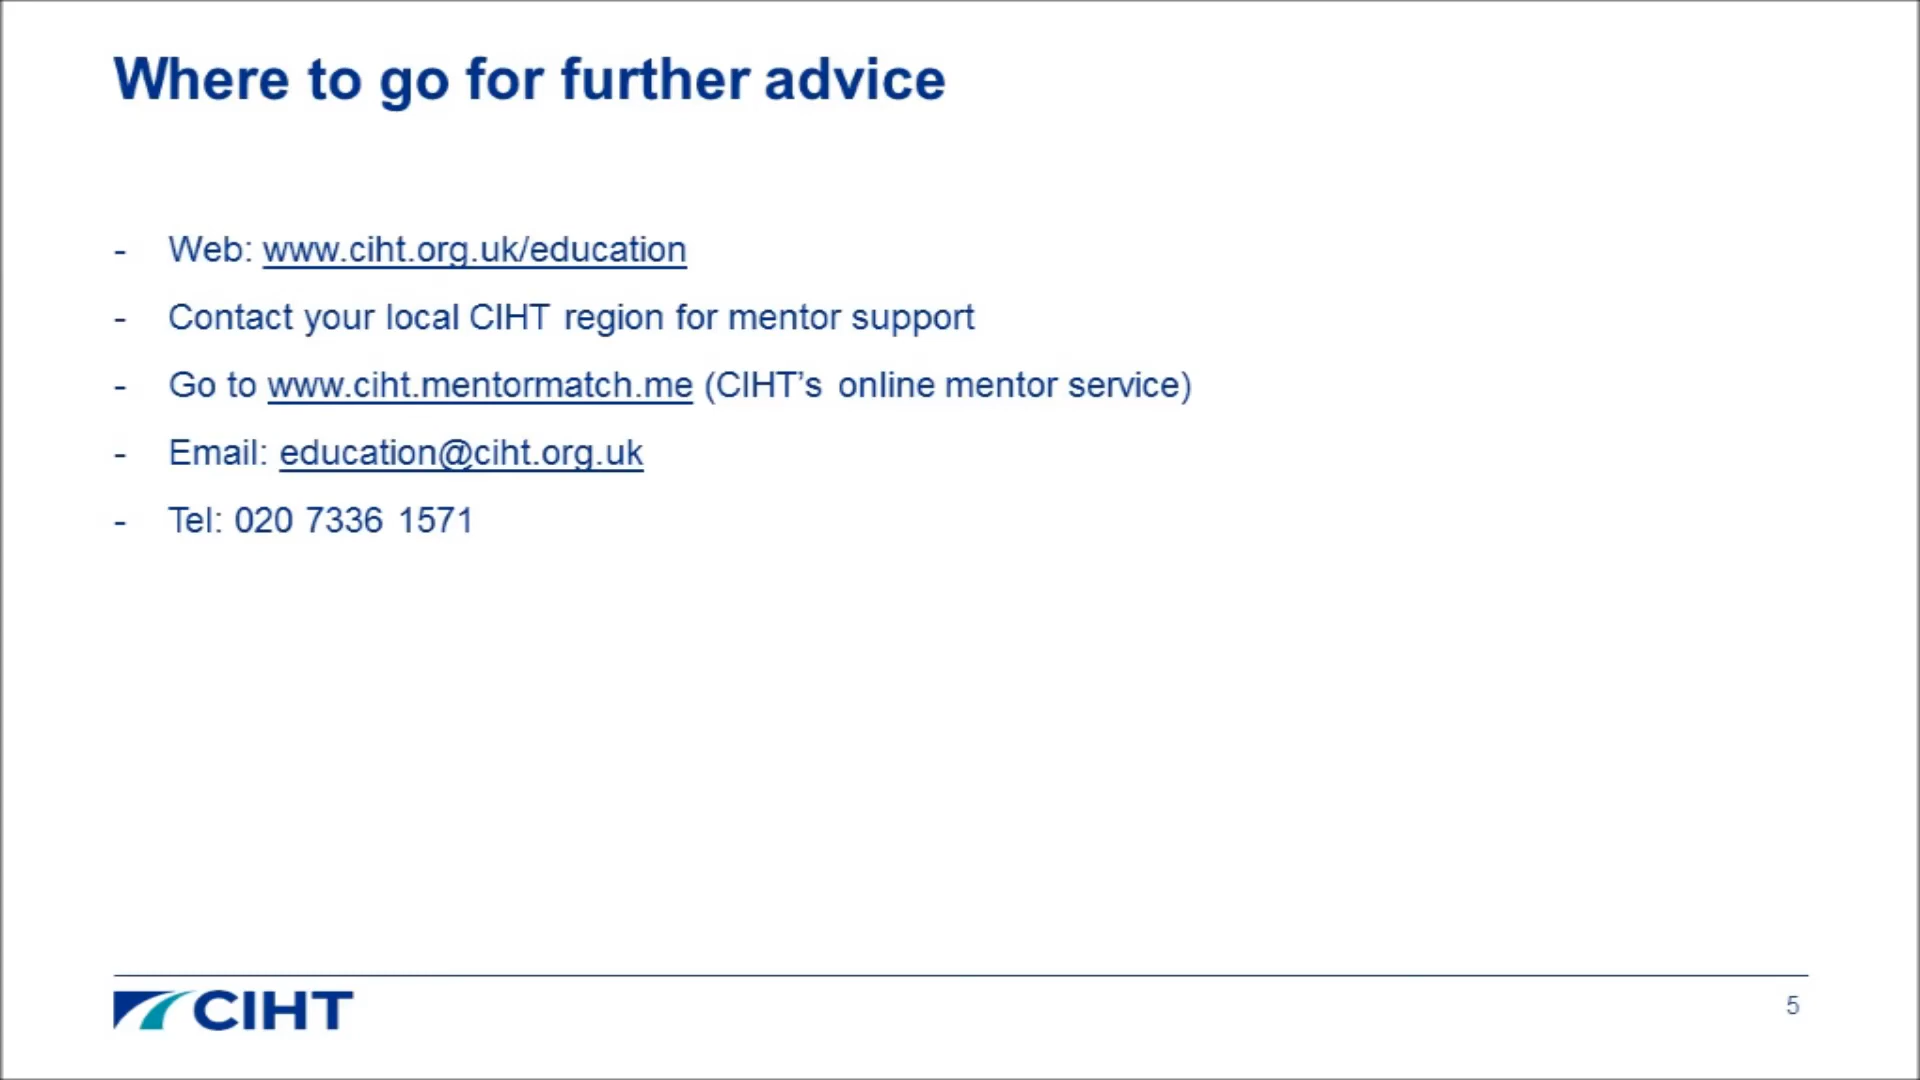 Where to go for further advice
- Web: www.ciht.org.uk/education
- Contact your local CIHT region for mentor support
- Go to www.ciht.mentormatch.me (CIHT’s online mentor service)
- Email: education@ciht.org.uk
- Tel: 020 7336 1571
CIHT
5